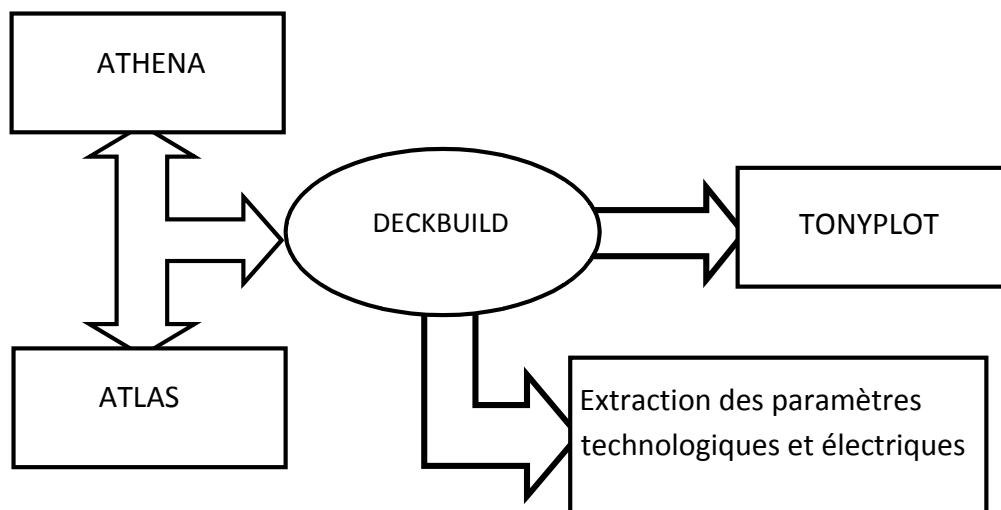 ATHENA
DECKBUILD
TONYPLOT
ATLAS
Extraction des paramètres
technologiques et électriques